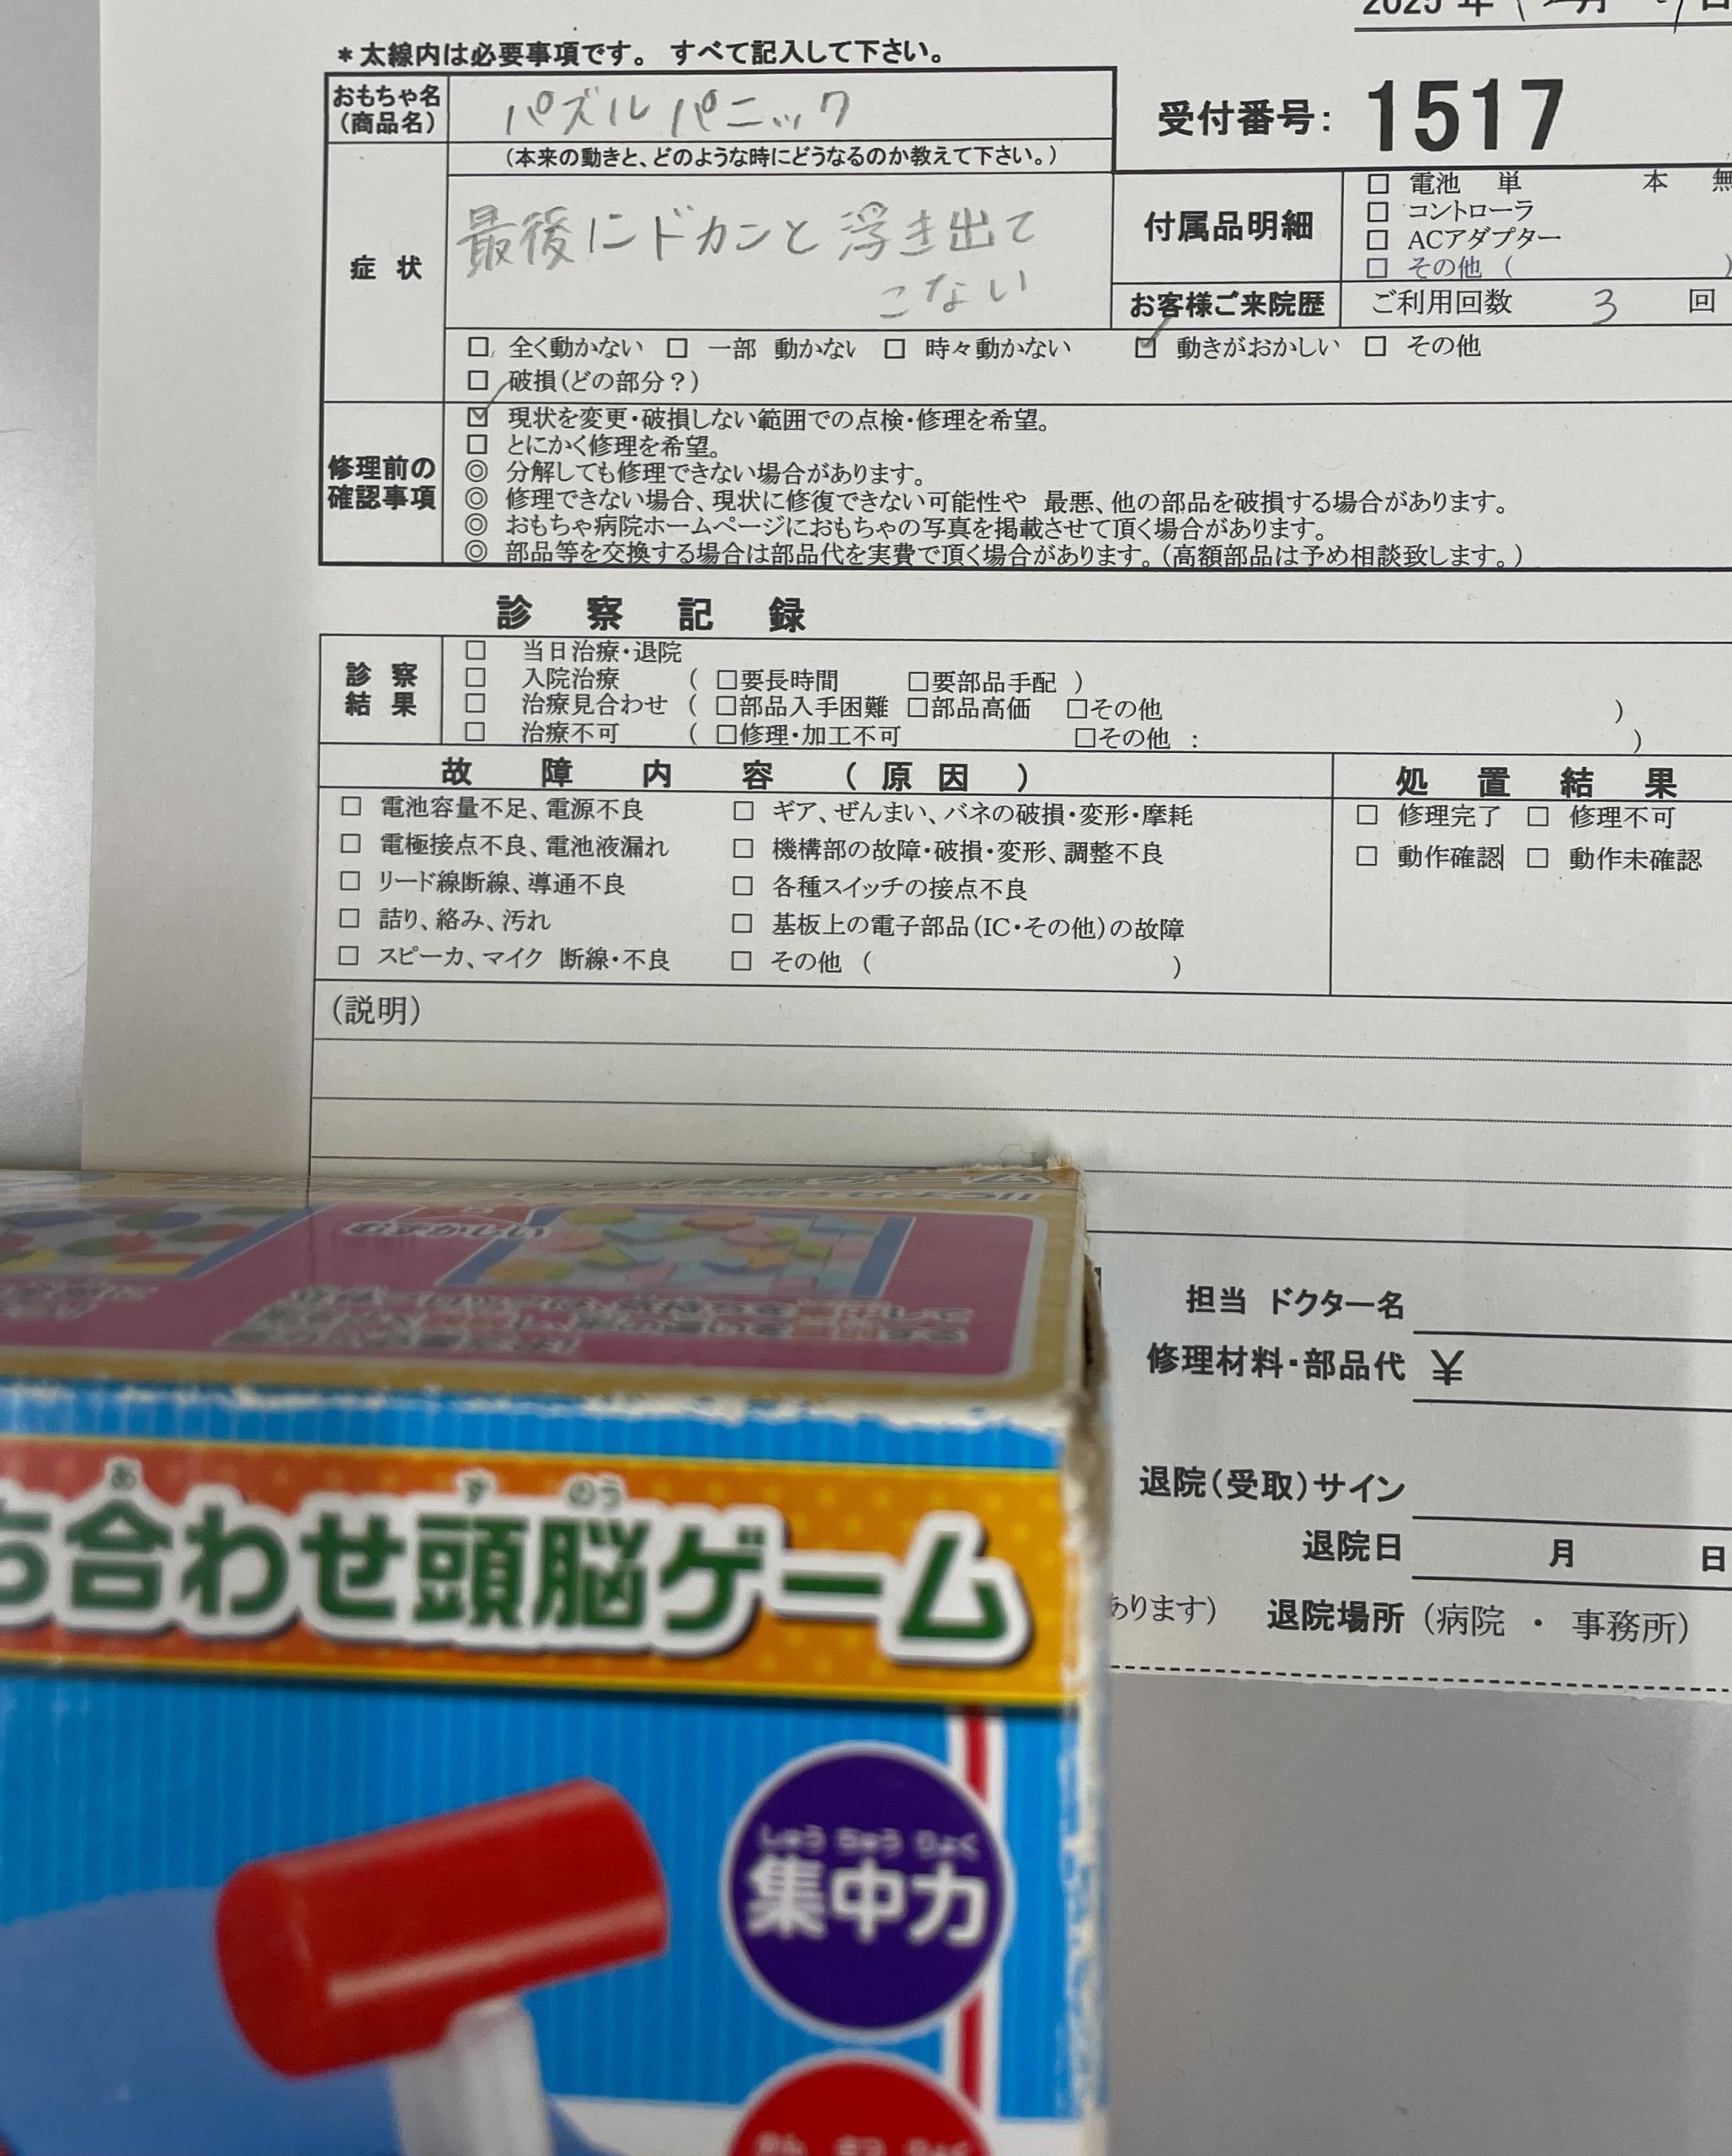 2025 年
*太線内は必要事項です。 すべて記入して下さい。
おもちゃ名
(商品名)
パズルパニック
受付番号: 1517
(本来の動きと、どのような時にどうなるのか教えて下さい。)
症 状
最後にドカンと浮き出て
こない
付属品明細
□ 電池 単 本 無
□ コントローラ
□ ACアダプター
□ その他 ( )
お客様ご来院歴 ご利用回数 3 回
□ 全く動かない □ 一部 動かない □ 時々動かない ☑ 動きがおかしい □ その他
□ 破損(どの部分?)
修理前の
確認事項
☑ 現状を変更・破損しない範囲での点検・修理を希望。
□ とにかく修理を希望。
◎ 分解しても修理できない場合があります。
◎ 修理できない場合、現状に修復できない可能性や 最悪、他の部品を破損する場合があります。
◎ おもちゃ病院ホームページにおもちゃの写真を掲載させて頂く場合があります。
◎ 部品等を交換する場合は部品代を実費で頂く場合があります。(高額部品は予め相談致します。)
診 察 記 録
診 察
結 果
□ 当日治療・退院
□ 入院治療 ( □要長時間 □要部品手配 )
□ 治療見合わせ ( □部品入手困難 □部品高価 □その他 )
□ 治療不可 ( □修理・加工不可 □その他 : )
故 障 内 容 ( 原 因 ) 処 置 結 果
□ 電池容量不足、電源不良 □ ギア、ぜんまい、バネの破損・変形・摩耗 □ 修理完了 □ 修理不可
□ 電極接点不良、電池液漏れ □ 機構部の故障・破損・変形、調整不良 □ 動作確認 □ 動作未確認
□ リード線断線、導通不良 □ 各種スイッチの接点不良
□ 詰り、絡み、汚れ □ 基板上の電子部品(IC・その他)の故障
□ スピーカ、マイク 断線・不良 □ その他 ( )
(説明)
むずかしい
担当 ドクター名
修理材料・部品代 ¥
退院(受取)サイン
退院日 月 日
あります) 退院場所 (病院 ・ 事務所)
あ ず のう
ち合わせ頭脳ゲーム
しゅう ちゅう りょく
集中力
かん さつ りょく